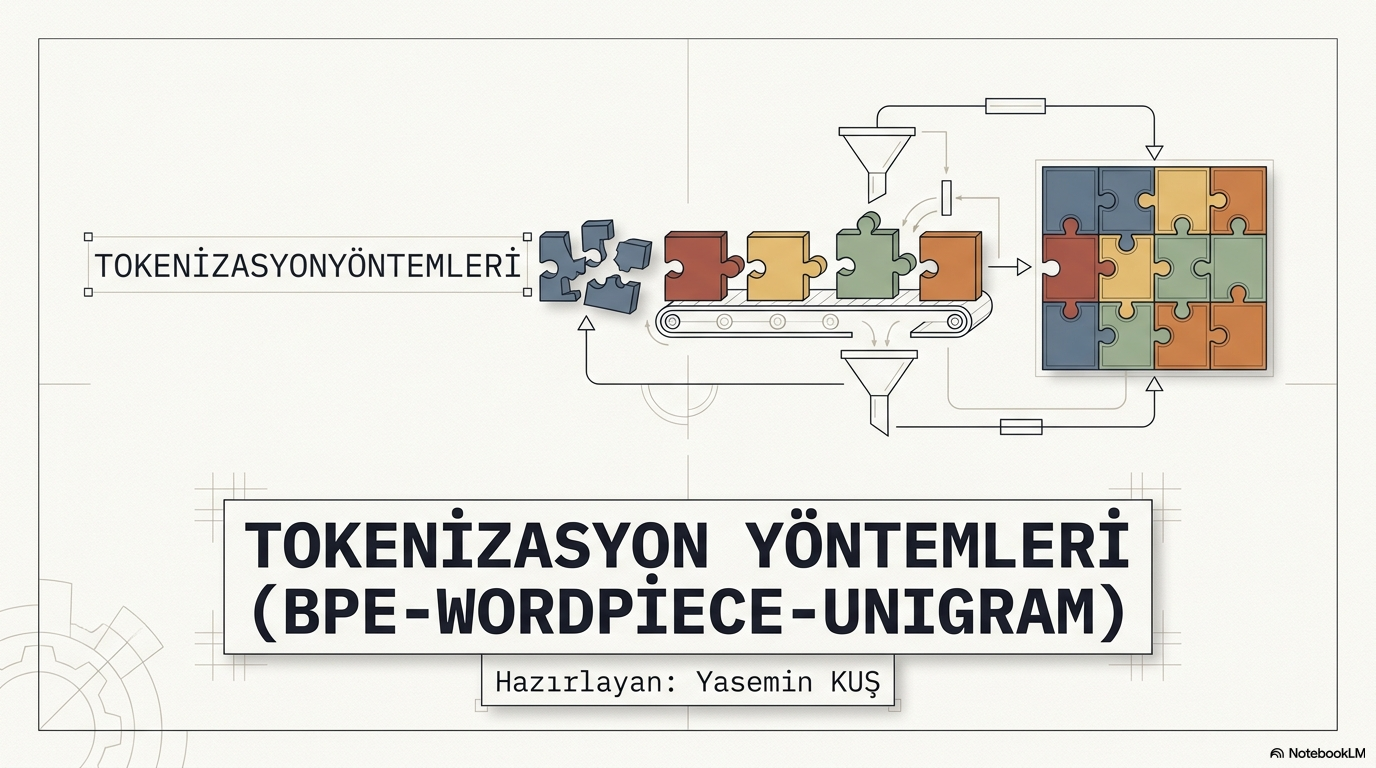 TOKENİZASYONYÖNTEMLERİ
TOKENİZASYON YÖNTEMLERİ
(BPE-WORDPİECE-UNIGRAM)
Hazırlayan: Yasemin KUŞ
NotebookLM